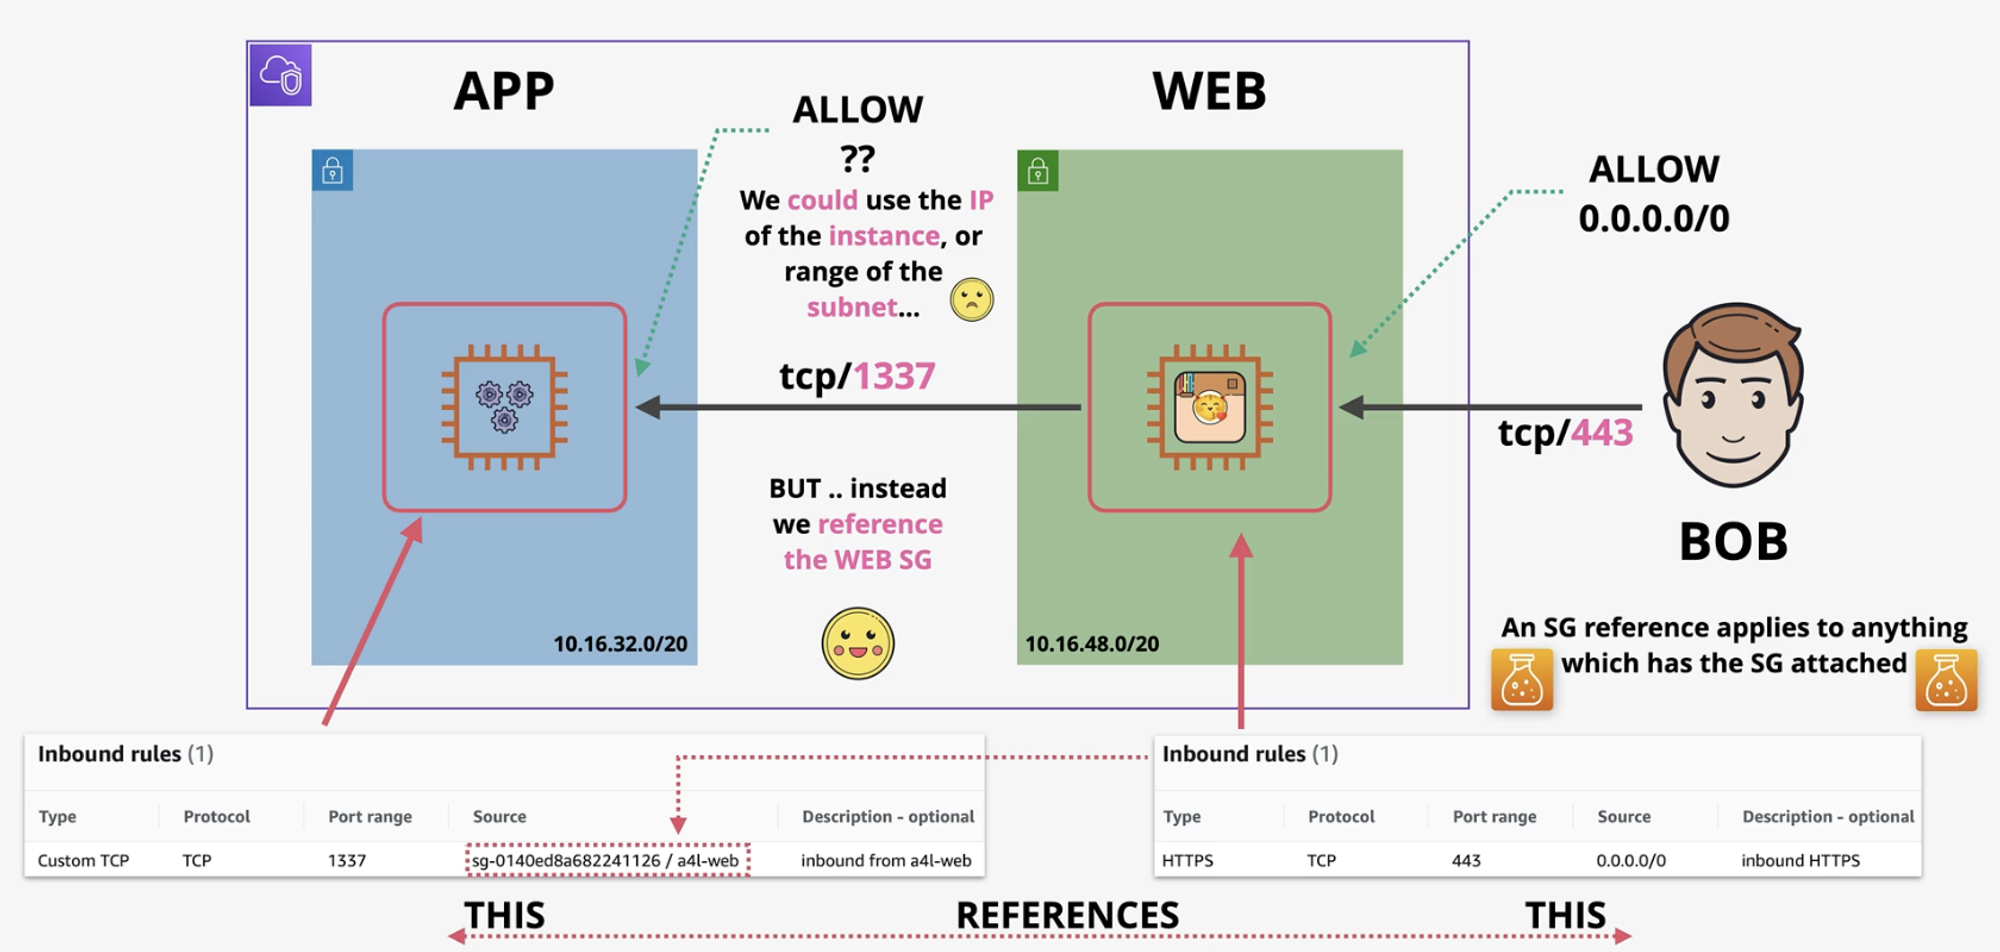 APP
WEB
ALLOW
??
We could use the IP
of the instance, or
range of the
subnet...
ALLOW
0.0.0.0/0
tcp/1337
tcp/443
BUT .. instead
we reference
the WEB SG
BOB
10.16.32.0/20
10.16.48.0/20
An SG reference applies to anything
which has the SG attached
Inbound rules (1)
Type Protocol Port range Source Description - optional
Custom TCP TCP 1337 sg-0140ed8a682241126 / a4l-web inbound from a4l-web
Inbound rules (1)
Type Protocol Port range Source Description - optional
HTTPS TCP 443 0.0.0.0/0 inbound HTTPS
THIS REFERENCES THIS